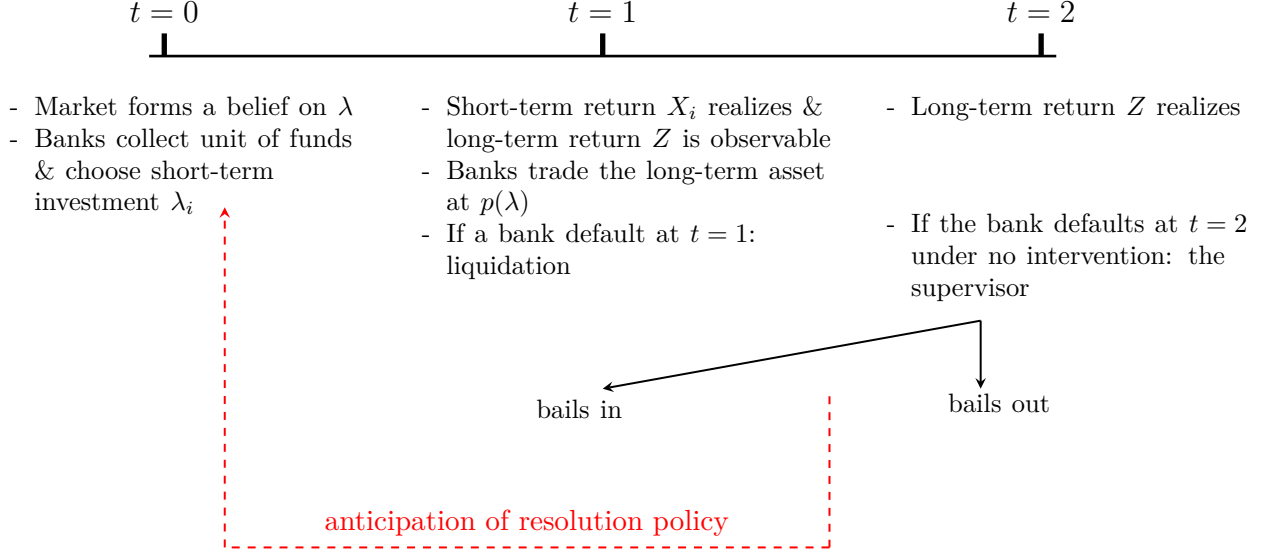 t = 0
t = 1
t = 2
- Market forms a belief on λ
- Banks collect unit of funds
& choose short-term
investment λ_i
- Short-term return X_i realizes &
long-term return Z is observable
- Banks trade the long-term asset
at p(λ)
- If a bank default at t = 1:
liquidation
- Long-term return Z realizes
- If the bank defaults at t = 2
under no intervention: the
supervisor
bails in
bails out
anticipation of resolution policy